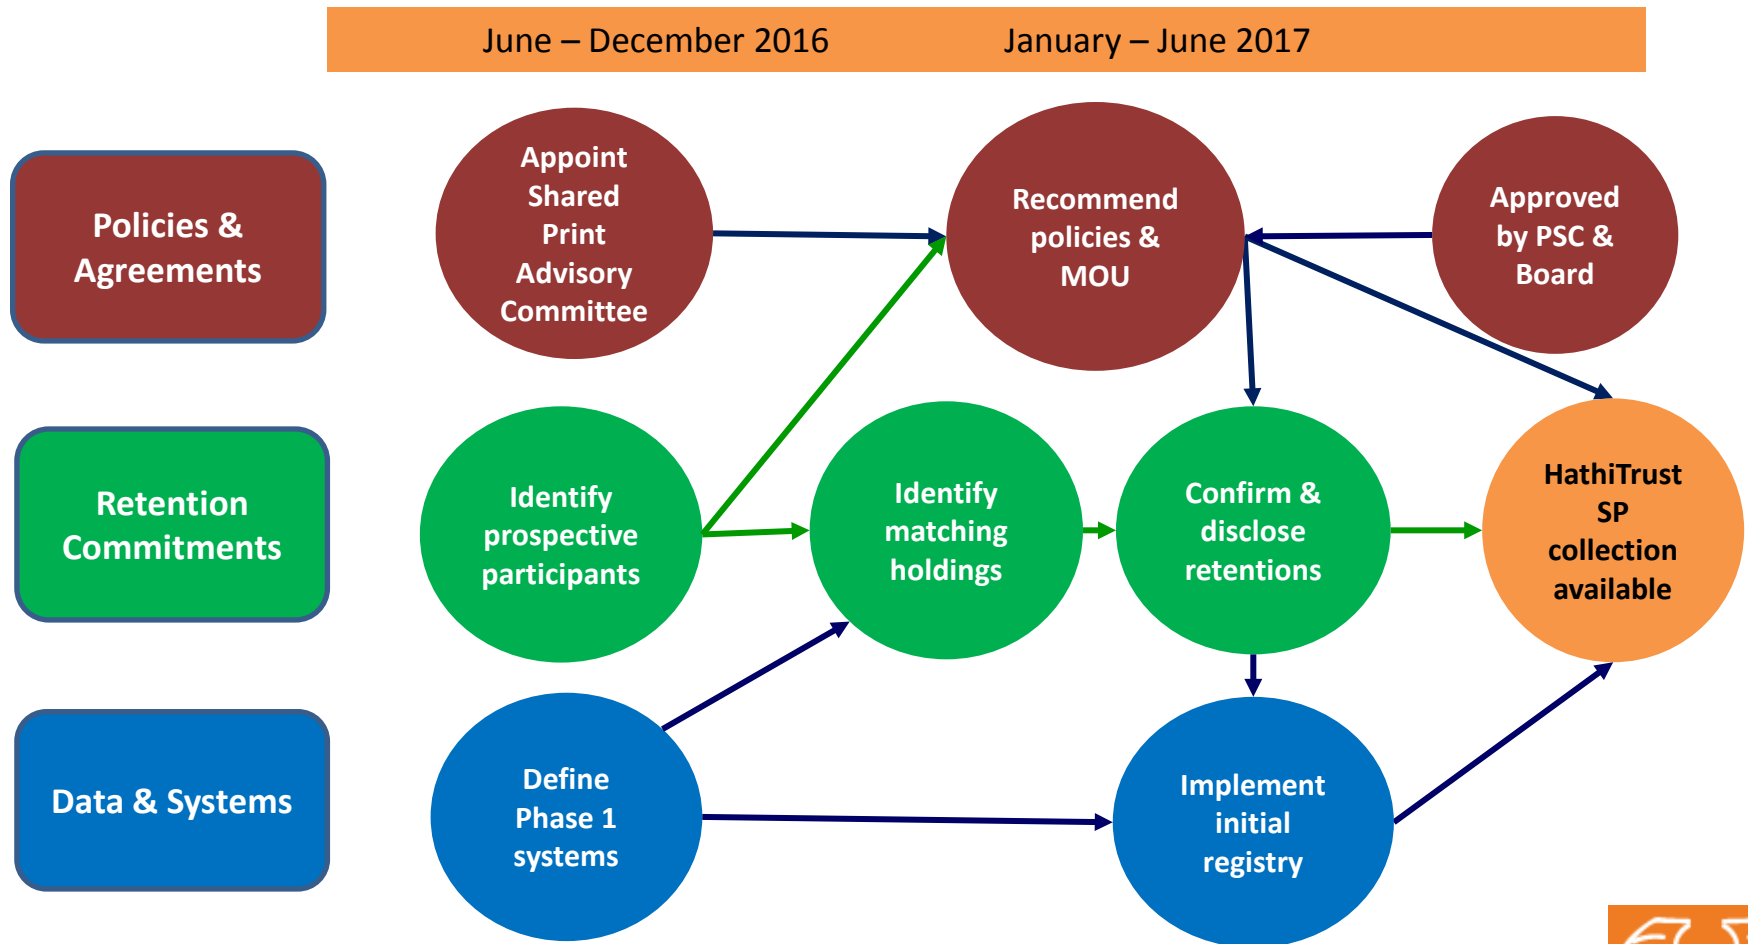 June – December 2016
January – June 2017
Policies &
Agreements
Appoint
Shared
Print
Advisory
Committee
Recommend
policies &
MOU
Approved
by PSC &
Board
Retention
Commitments
Identify
prospective
participants
Identify
matching
holdings
Confirm &
disclose
retentions
HathiTrust
SP
collection
available
Data & Systems
Define
Phase 1
systems
Implement
initial
registry